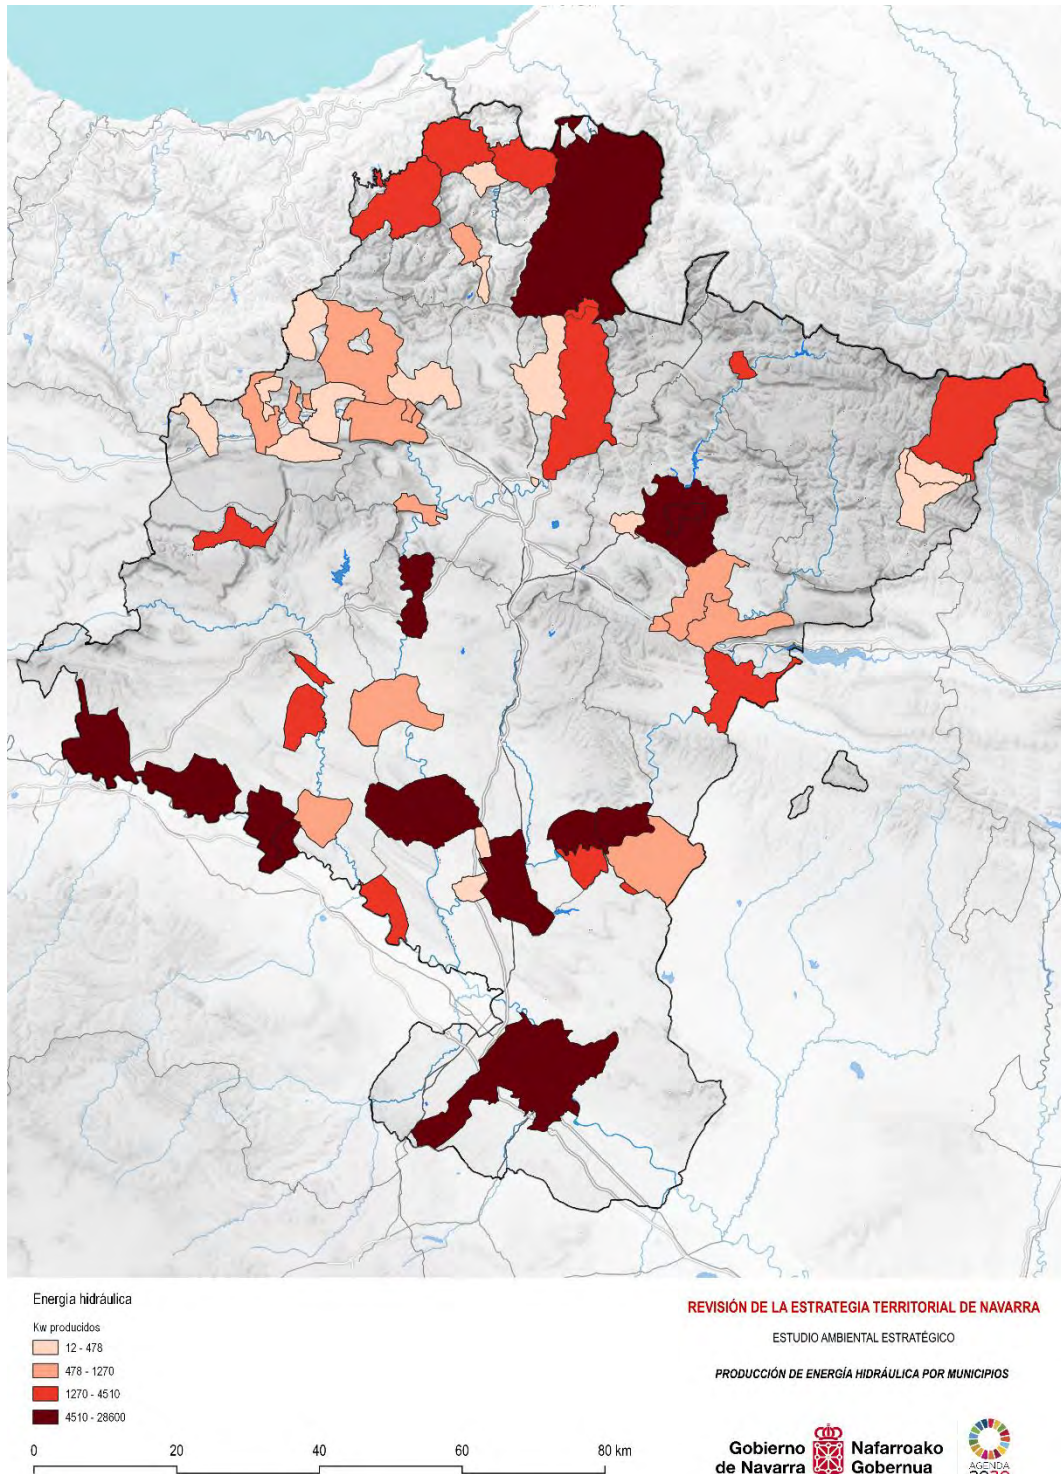 Energía hidráulica
Kw producidos
12 - 478
478 - 1270
1270 - 4510
4510 - 28600
0 20 40 60 80 km
REVISIÓN DE LA ESTRATEGIA TERRITORIAL DE NAVARRA
ESTUDIO AMBIENTAL ESTRATÉGICO
PRODUCCIÓN DE ENERGÍA HIDRÁULICA POR MUNICIPIOS
Gobierno de Navarra
Nafarroako Gobernua
AGENDA
2030